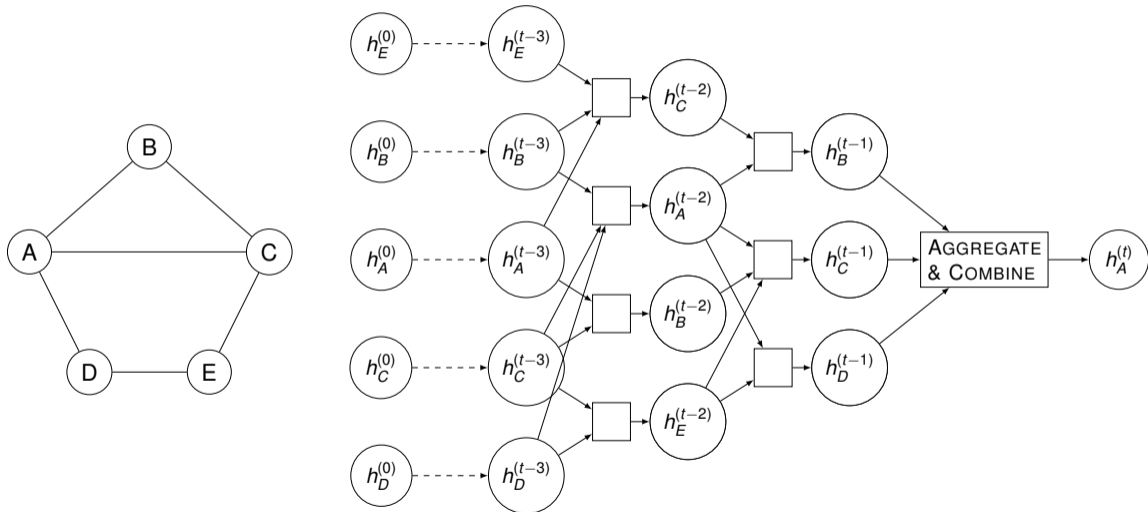 B
A
C
D
E
h_E^{(0)}
h_B^{(0)}
h_A^{(0)}
h_C^{(0)}
h_D^{(0)}
h_E^{(t−3)}
h_B^{(t−3)}
h_A^{(t−3)}
h_C^{(t−3)}
h_D^{(t−3)}
h_C^{(t−2)}
h_A^{(t−2)}
h_B^{(t−2)}
h_E^{(t−2)}
h_B^{(t−1)}
h_C^{(t−1)}
h_D^{(t−1)}
AGGREGATE
& COMBINE
h_A^{(t)}